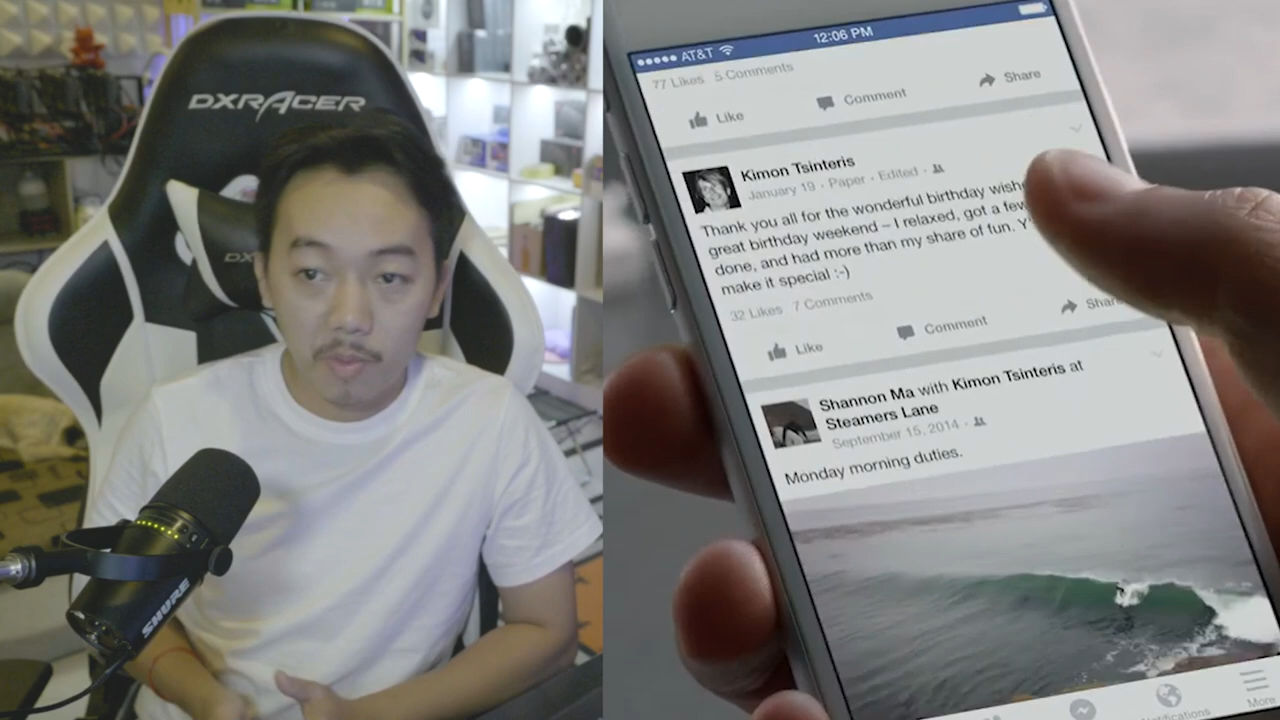 DXRACER
DX
SHURE
AT&T
12:06 PM
77 Likes 5 Comments
Like
Comment
Share
Kimon Tsinteris
January 19 · Paper · Edited ·
Thank you all for the wonderful birthday
great birthday weekend – I relaxed, got a few
done, and had more than my share of fun.
make it special :-)
32 Likes 7 Comments
Like
Comment
Shannon Ma with Kimon Tsinteris at
Steamers Lane
September 15, 2014 ·
Monday morning duties.
More